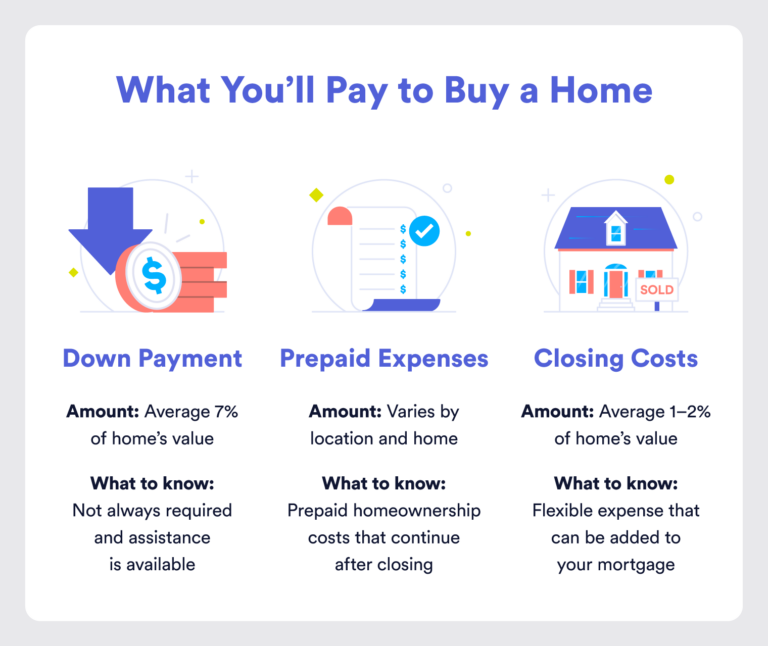 What You’ll Pay to Buy a Home
$
$
$
$
$
$
SOLD
Down Payment
Amount: Average 7%
of home’s value
What to know:
Not always required
and assistance
is available
Prepaid Expenses
Amount: Varies by
location and home
What to know:
Prepaid homeownership
costs that continue
after closing
Closing Costs
Amount: Average 1–2%
of home’s value
What to know:
Flexible expense that
can be added to
your mortgage